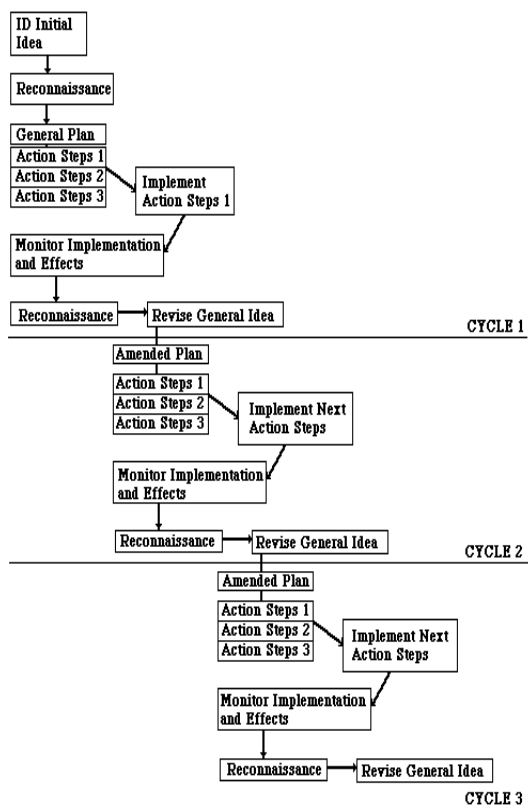 ID Initial
Idea
Reconnaissance
General Plan
Action Steps 1
Action Steps 2
Action Steps 3
Implement
Action Steps 1
Monitor Implementation
and Effects
Reconnaissance
Revise General Idea
CYCLE 1
Amended Plan
Action Steps 1
Action Steps 2
Action Steps 3
Implement Next
Action Steps
Monitor Implementation
and Effects
Reconnaissance
Revise General Idea
CYCLE 2
Amended Plan
Action Steps 1
Action Steps 2
Action Steps 3
Implement Next
Action Steps
Monitor Implementation
and Effects
Reconnaissance
Revise General Idea
CYCLE 3